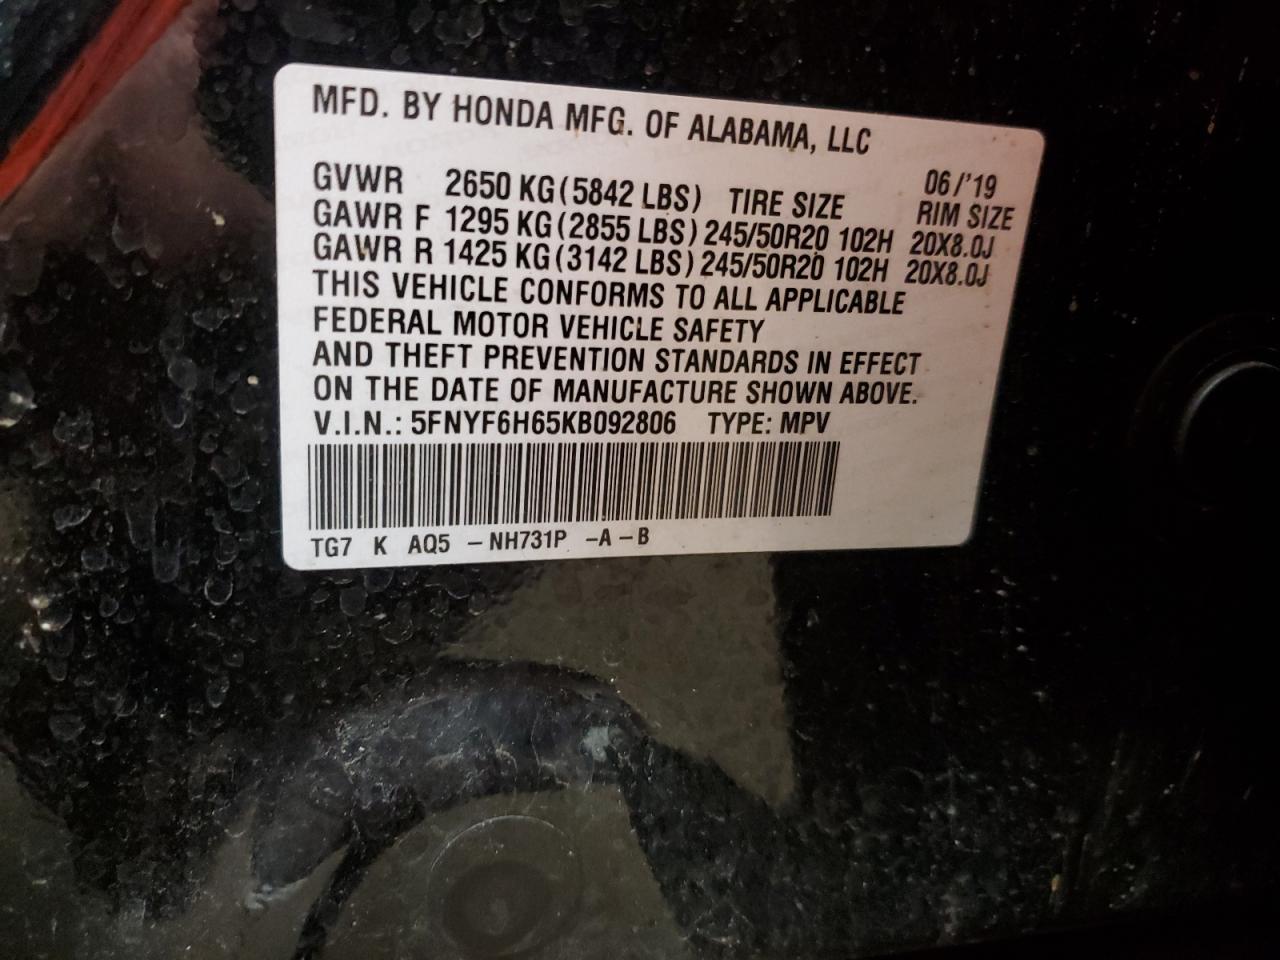 MFD. BY HONDA MFG. OF ALABAMA, LLC
06/'19
GVWR 2650 KG(5842 LBS) TIRE SIZE RIM SIZE
GAWR F 1295 KG(2855 LBS) 245/50R20 102H 20X8.0J
GAWR R 1425 KG(3142 LBS) 245/50R20 102H 20X8.0J
THIS VEHICLE CONFORMS TO ALL APPLICABLE
FEDERAL MOTOR VEHICLE SAFETY
AND THEFT PREVENTION STANDARDS IN EFFECT
ON THE DATE OF MANUFACTURE SHOWN ABOVE.
V.I.N.: 5FNYF6H65KB092806 TYPE: MPV
TG7 K AQ5 -NH731P -A-B